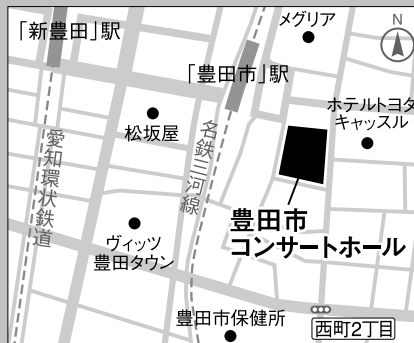 メグリア
N
「新豊田」駅
「豊田市」駅
ホテルトヨタ
キャッスル
松坂屋
名鉄三河線
愛知環状鉄道
豊田市
コンサートホール
ヴィッツ
豊田タウン
豊田市保健所
西町2丁目